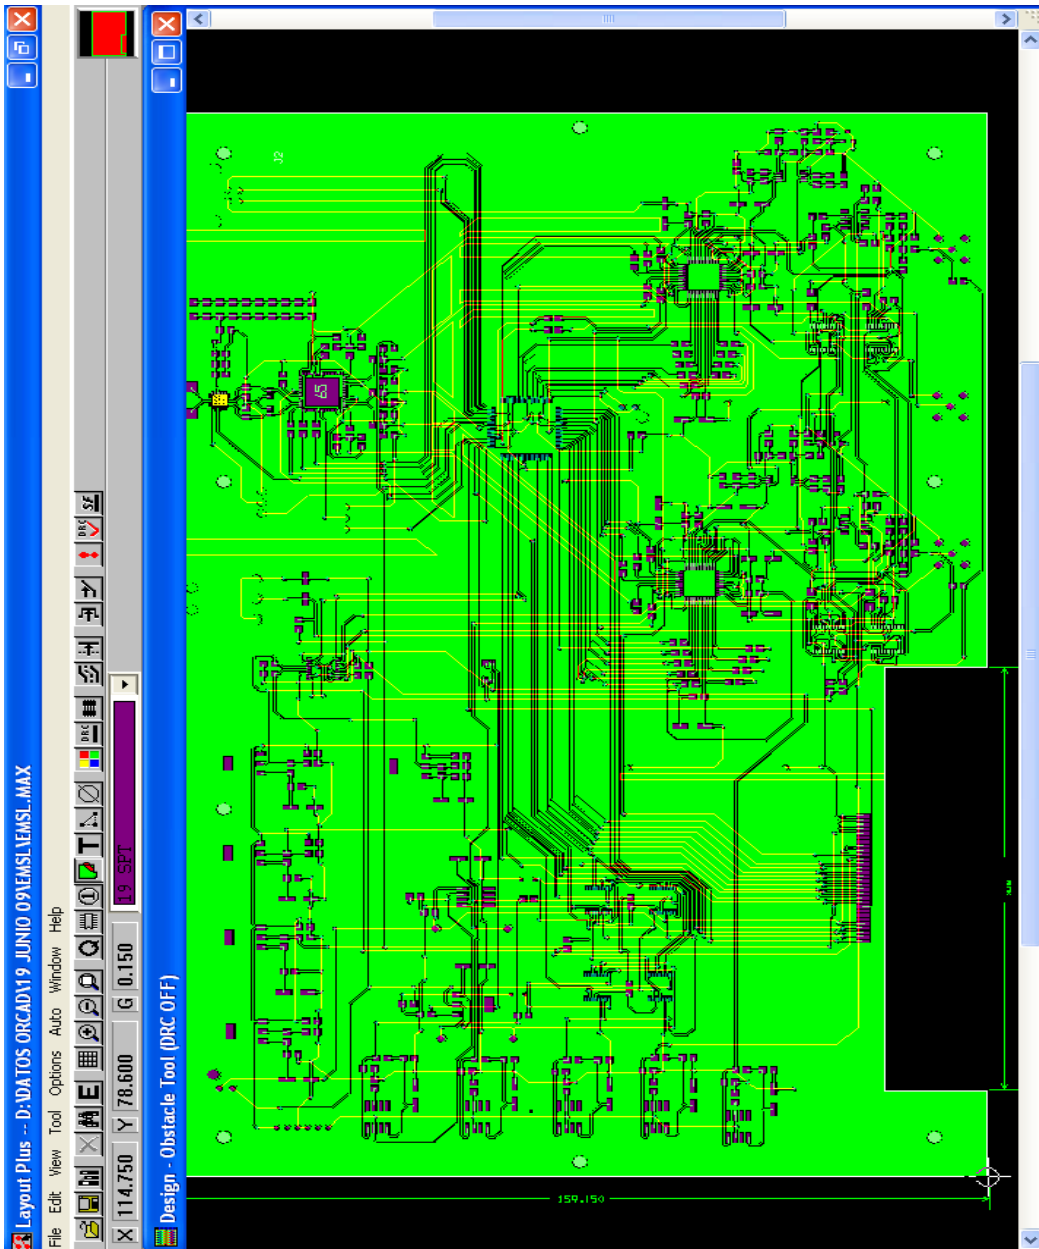 Layout Plus -- D:\DATOS ORCAD\19 JUNIO 09\EMSL\EMSL.MAX
File Edit View Tool Options Auto Window Help
X 114.750 Y 78.600 G 0.150 19 SPT
Design - Obstacle Tool (DRC OFF)
J2
159.150